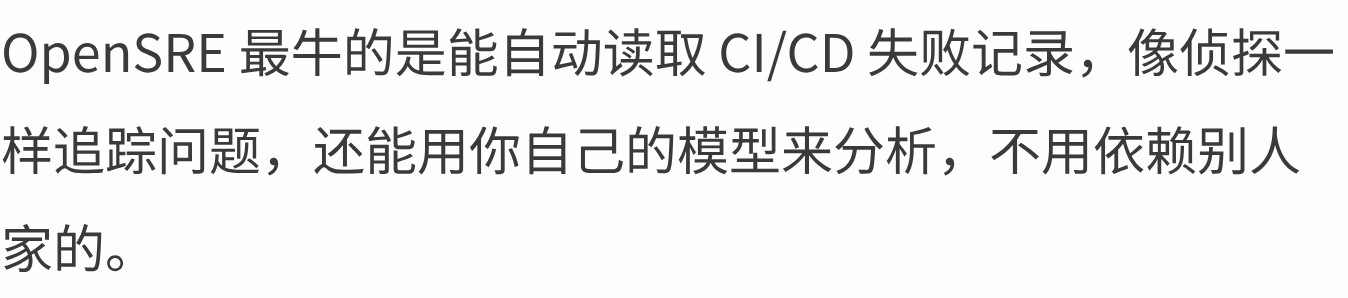 OpenSRE 最牛的是能自动读取 CI/CD 失败记录，像侦探一
样追踪问题，还能用你自己的模型来分析，不用依赖别人
家的。